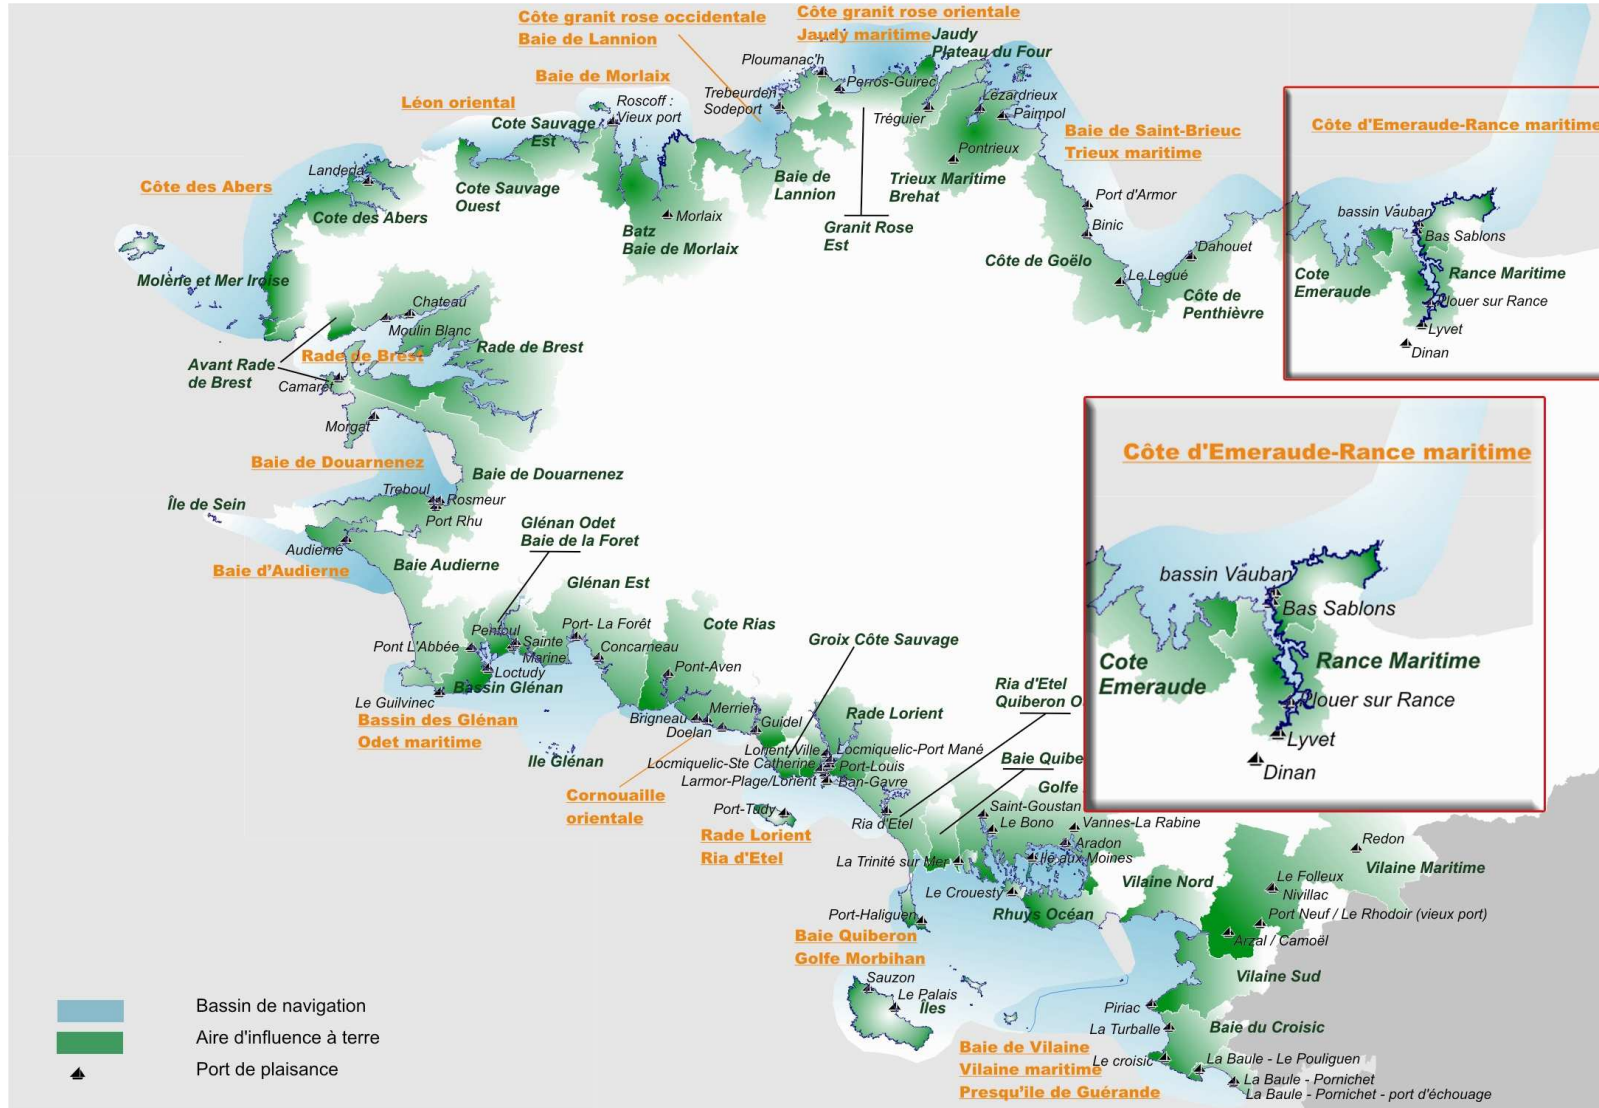 Côte granit rose occidentale
Baie de Lannion
Côte granit rose orientale
Jaudy maritime
Jaudy
Plateau du Four
Baie de Morlaix
Ploumanac'h
Perros-Guirec
Trebeurden
Sodeport
Léon oriental
Roscoff :
Vieux port
Cote Sauvage
Est
Tréguier
Lézardrieux
Paimpol
Pontrieux
Baie de Saint-Brieuc
Trieux maritime
Côte d'Emeraude-Rance maritime
Landeda
Côte des Abers
Cote des Abers
Cote Sauvage
Ouest
Baie de
Lannion
Trieux Maritime
Brehat
Morlaix
Batz
Baie de Morlaix
Granit Rose
Est
Port d'Armor
Binic
Côte de Goëlo
Dahouet
Le Legué
Côte de
Penthièvre
bassin Vauban
Bas Sablons
Cote
Emeraude
Rance Maritime
Plouer sur Rance
Lyvet
Dinan
Molène et Mer Iroise
Chateau
Moulin Blanc
Rade de Brest
Rade de Brest
Avant Rade
de Brest
Camaret
Morgat
Baie de Douarnenez
Baie de Douarnenez
Treboul
Rosmeur
Port Rhu
Île de Sein
Audierne
Baie d'Audierne
Baie Audierne
Glénan Odet
Baie de la Foret
Glénan Est
Côte d'Emeraude-Rance maritime
bassin Vauban
Bas Sablons
Cote
Emeraude
Rance Maritime
Plouer sur Rance
Lyvet
Dinan
Penfoul
Sainte
Marine
Port- La Forêt
Concarneau
Cote Rias
Groix Côte Sauvage
Pont L'Abbée
Loctudy
Bassin Glénan
Le Guilvinec
Bassin des Glénan
Odet maritime
Pont-Aven
Merrien
Brigneau
Doelan
Guidel
Ile Glénan
Cornouaille
orientale
Rade Lorient
Lorient-Ville
Locmiquelic-Port Mané
Locmiquelic-Ste Catherine
Port-Louis
Larmor-Plage/Lorient
Ban-Gavre
Port-Tudy
Rade Lorient
Ria d'Etel
Ria d'Etel
Quiberon O
Baie Quibe
Golfe
Ria d'Etel
Saint-Goustan
Le Bono
Vannes-La Rabine
Aradon
Ile aux Moines
La Trinité sur Mer
Le Crouesty
Rhuys Océan
Port-Haliguen
Baie Quiberon
Golfe Morbihan
Vilaine Nord
Redon
Vilaine Maritime
Le Folleux
Nivillac
Port Neuf / Le Rhodoir (vieux port)
Arzal / Camoël
Vilaine Sud
Sauzon
Le Palais
Îles
Piriac
La Turballe
Baie du Croisic
Le croisic
La Baule - Le Pouliguen
La Baule - Pornichet
La Baule - Pornichet - port d'échouage
Baie de Vilaine
Vilaine maritime
Presqu'ile de Guérande
Bassin de navigation
Aire d'influence à terre
Port de plaisance